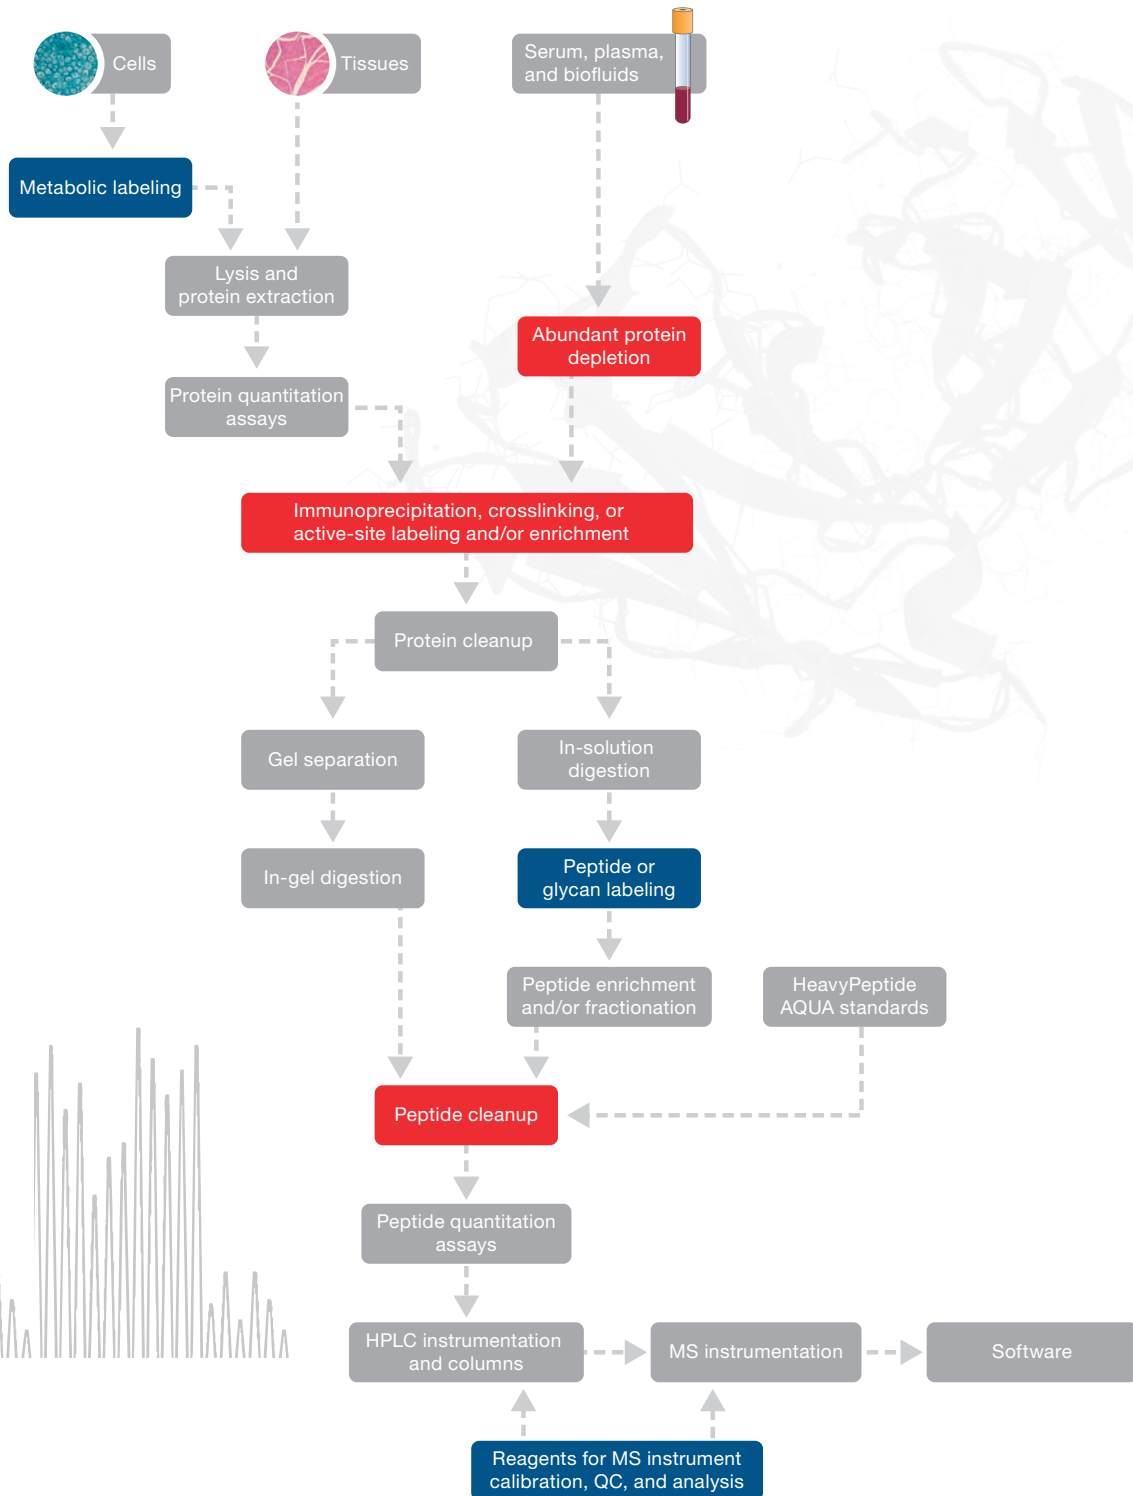 Cells
Tissues
Serum, plasma,
and biofluids
Metabolic labeling
Lysis and
protein extraction
Abundant protein
depletion
Protein quantitation
assays
Immunoprecipitation, crosslinking, or
active-site labeling and/or enrichment
Protein cleanup
Gel separation
In-solution
digestion
In-gel digestion
Peptide or
glycan labeling
Peptide enrichment
and/or fractionation
HeavyPeptide
AQUA standards
Peptide cleanup
Peptide quantitation
assays
HPLC instrumentation
and columns
MS instrumentation
Software
Reagents for MS instrument
calibration, QC, and analysis